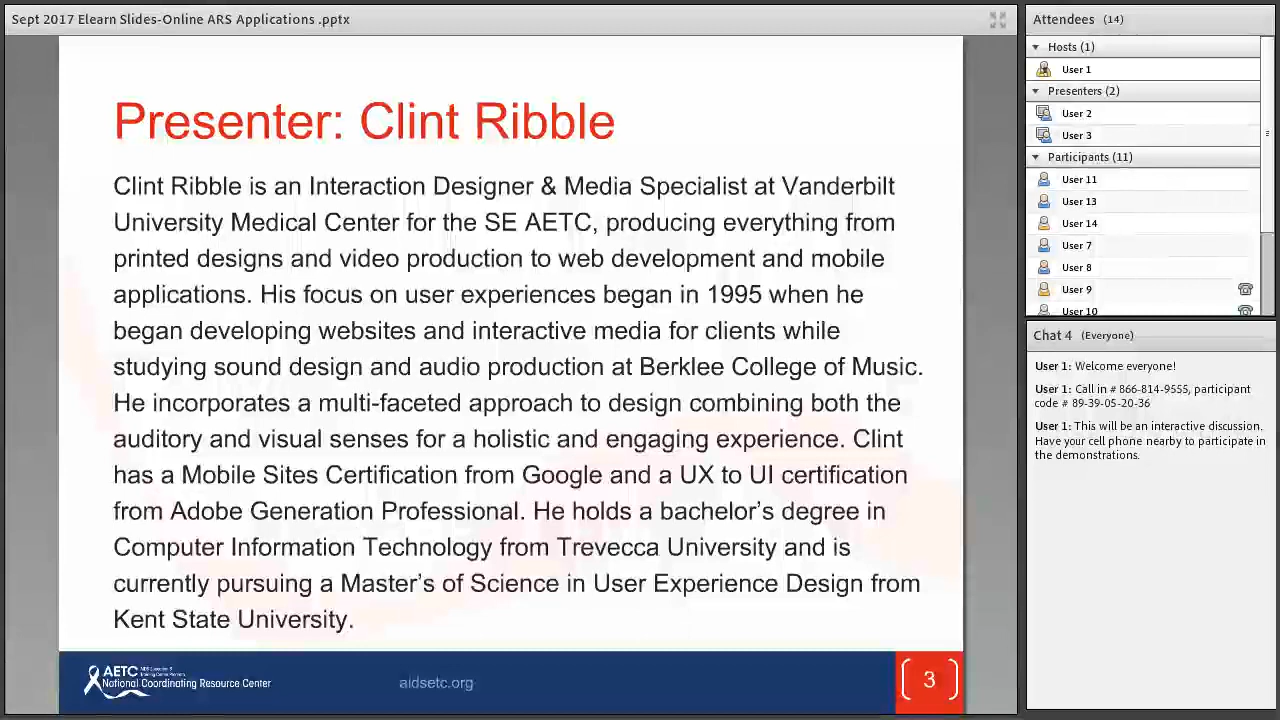 Sept 2017 Elearn Slides-Online ARS Applications .pptx
Presenter: Clint Ribble
Clint Ribble is an Interaction Designer & Media Specialist at Vanderbilt
University Medical Center for the SE AETC, producing everything from
printed designs and video production to web development and mobile
applications. His focus on user experiences began in 1995 when he
began developing websites and interactive media for clients while
studying sound design and audio production at Berklee College of Music.
He incorporates a multi-faceted approach to design combining both the
auditory and visual senses for a holistic and engaging experience. Clint
has a Mobile Sites Certification from Google and a UX to UI certification
from Adobe Generation Professional. He holds a bachelor’s degree in
Computer Information Technology from Trevecca University and is
currently pursuing a Master’s of Science in User Experience Design from
Kent State University.
AETC AIDS Education & Training Center Program
National Coordinating Resource Center
aidsetc.org
3
Attendees (14)
Hosts (1)
User 1
Presenters (2)
User 2
User 3
Participants (11)
User 11
User 13
User 14
User 7
User 8
User 9
User 10
Chat 4 (Everyone)
User 1: Welcome everyone!
User 1: Call in # 866-814-9555, participant
code # 89-39-05-20-36
User 1: This will be an interactive discussion.
Have your cell phone nearby to participate in
the demonstrations.